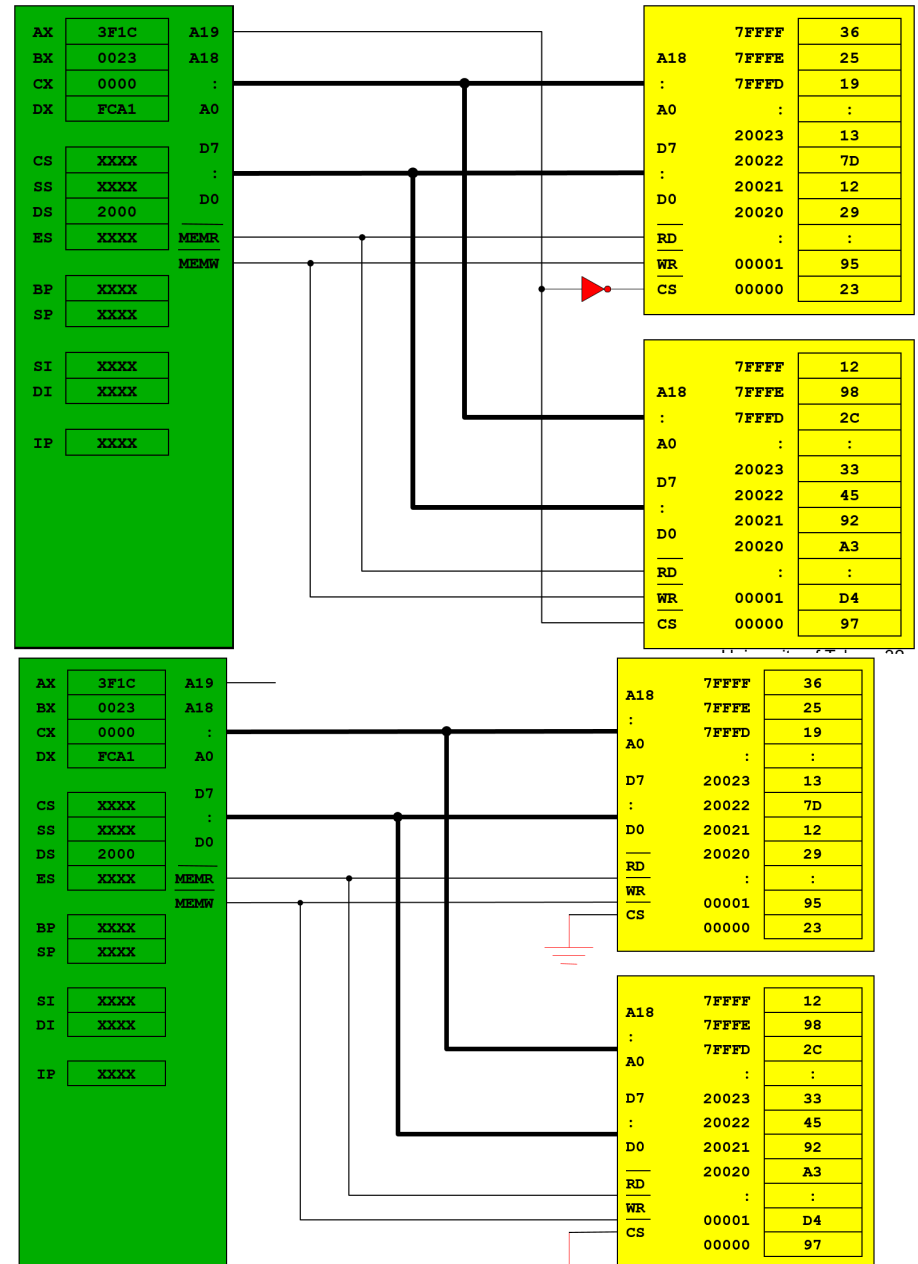 AX 3F1C A19 7FFFF 36
BX 0023 A18 A18 7FFFE 25
CX 0000 : : 7FFFD 19
DX FCA1 A0 A0 : :
20023 13
D7 D7
CS XXXX : 20022 7D
SS XXXX : 20021 12
DS 2000 D0 D0 20020 29
ES XXXX MEMR RD : :
MEMW WR 00001 95
BP XXXX CS 00000 23
SP XXXX
SI XXXX 7FFFF 12
DI XXXX A18 7FFFE 98
: 7FFFD 2C
IP XXXX A0 : :
20023 33
D7 20022 45
: 20021 92
D0 20020 A3
RD : :
WR 00001 D4
CS 00000 97
AX 3F1C A19 7FFFF 36
BX 0023 A18 A18 7FFFE 25
CX 0000 : : 7FFFD 19
DX FCA1 A0 A0 : :
D7 D7 20023 13
CS XXXX : : 20022 7D
SS XXXX D0 D0 20021 12
DS 2000 20020 29
ES XXXX MEMR RD : :
MEMW WR 00001 95
BP XXXX CS 00000 23
SP XXXX
SI XXXX 7FFFF 12
DI XXXX A18 7FFFE 98
: 7FFFD 2C
IP XXXX A0 : :
D7 20023 33
: 20022 45
D0 20021 92
20020 A3
RD : :
WR 00001 D4
CS 00000 97